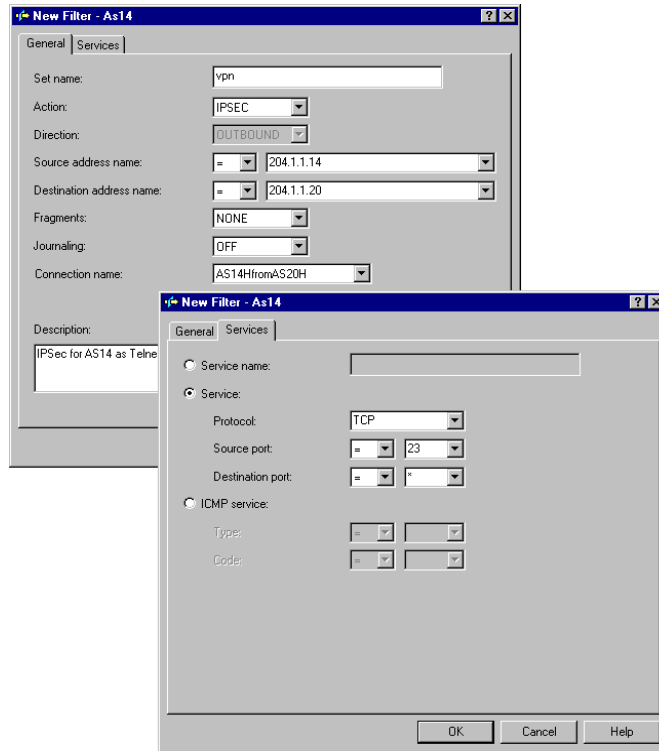 New Filter - As14
General Services
Set name: vpn
Action: IPSEC
Direction: OUTBOUND
Source address name: = 204.1.1.14
Destination address name: = 204.1.1.20
Fragments: NONE
Journaling: OFF
Connection name: AS14HfromAS20H
Description:
IPSec for AS14 as Telne
New Filter - As14
General Services
Service name:
Service:
Protocol: TCP
Source port: = 23
Destination port: = *
ICMP service:
Type: =
Code: =
OK Cancel Help